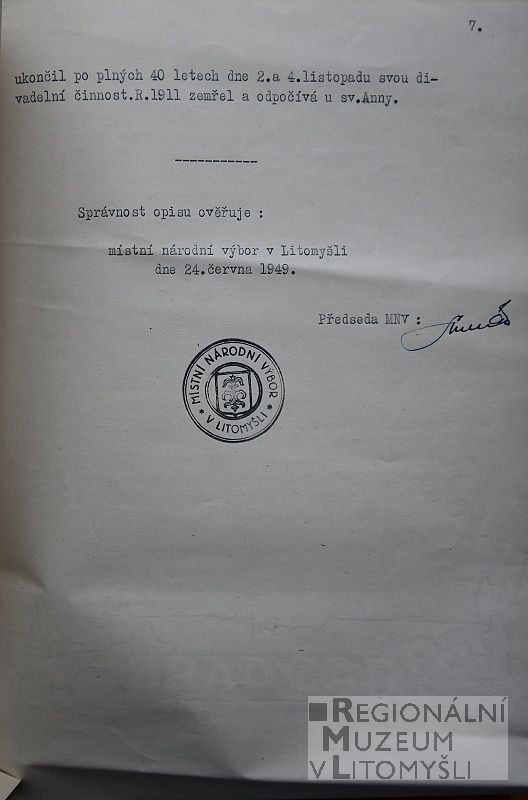 7.
ukončil po plných 40 letech dne 2.a 4.listopadu svou di-
vadelní činnost.R.1911 zemřel a odpočívá u sv.Anny.
-----------
Správnost opisu ověřuje :
místní národní výbor v Litomyšli
dne 24.června 1949.
Předseda MNV :
* MÍSTNÍ NÁRODNÍ VÝBOR *
V LITOMYŠLI
REGIONÁLNÍ
MUZEUM
V LITOMYŠLI